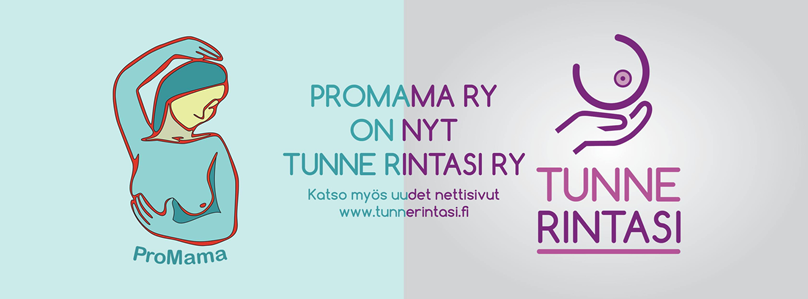 ProMama
PROMAMA RY
ON NYT
TUNNE RINTASI RY
Katso myös uudet nettisivut
www.tunnerintasi.fi
TUNNE
RINTASI